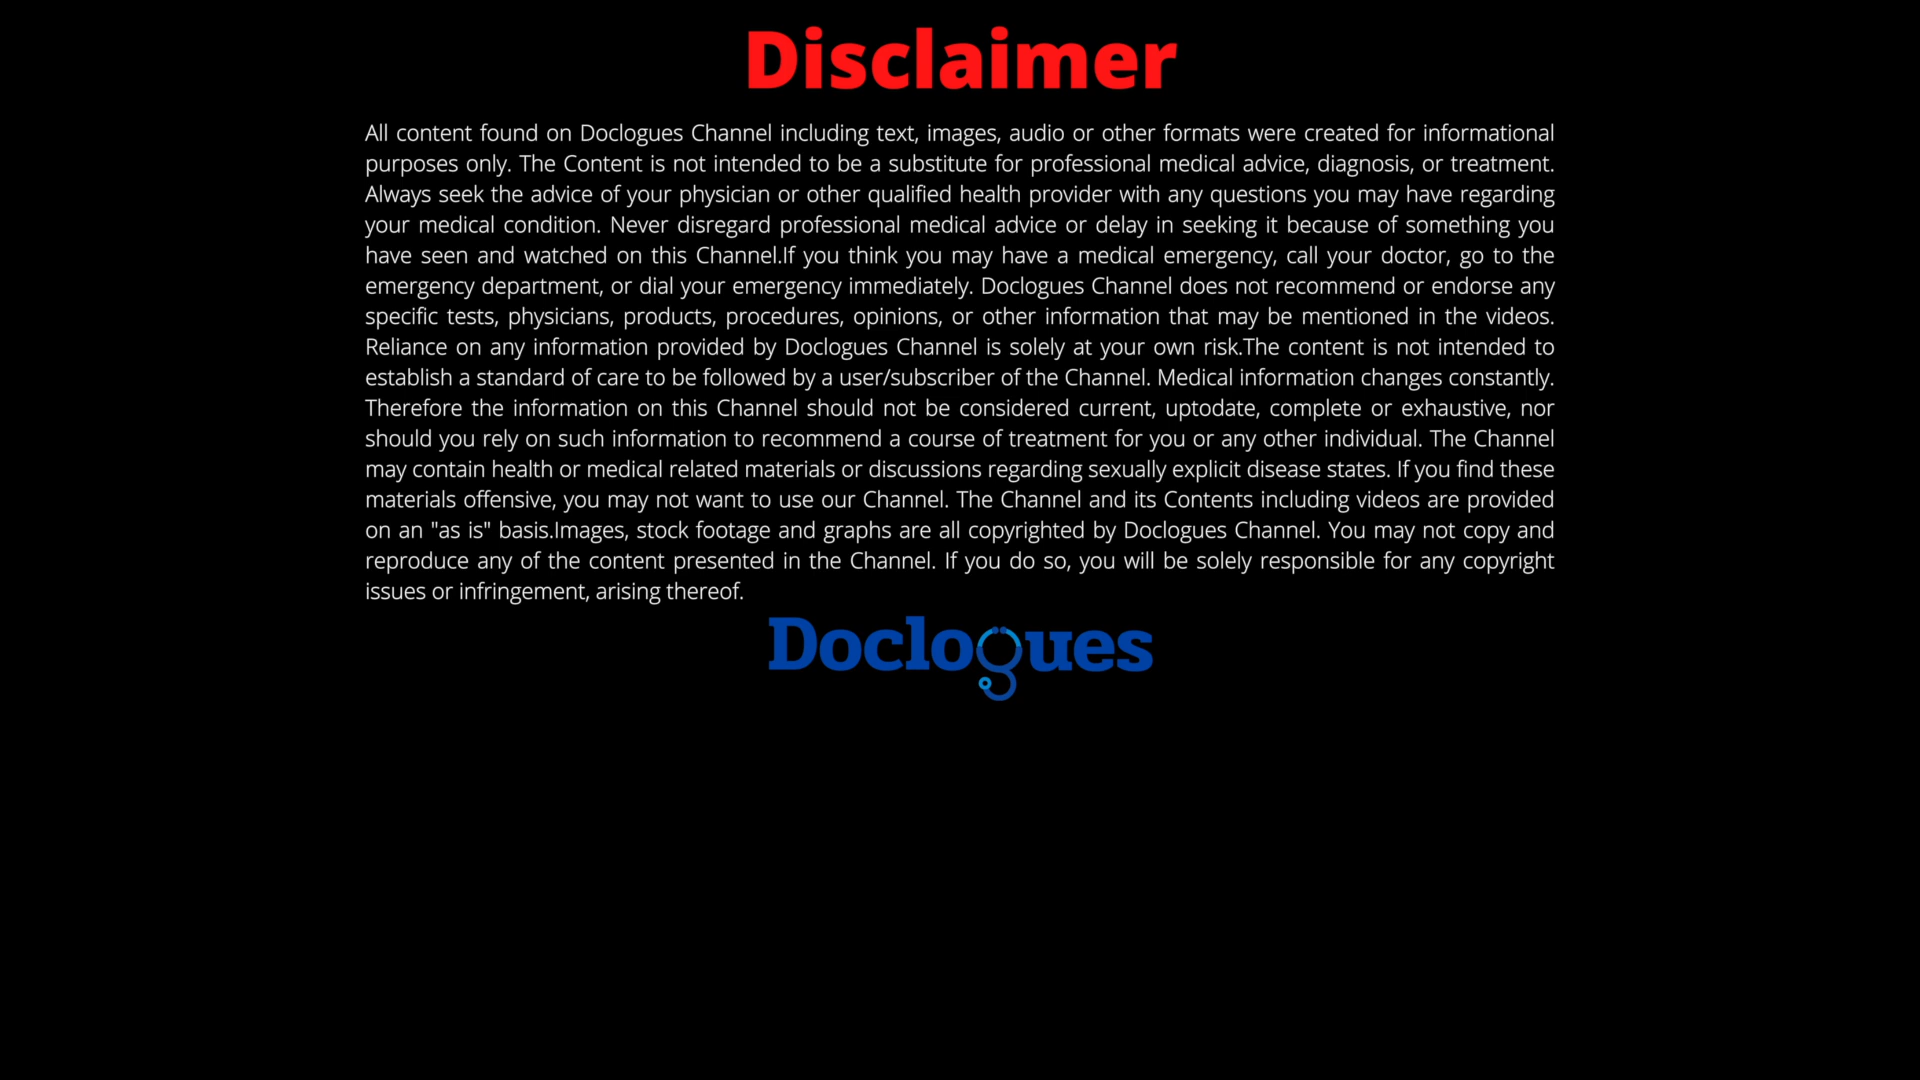 Disclaimer
All content found on Doclogues Channel including text, images, audio or other formats were created for informational
purposes only. The Content is not intended to be a substitute for professional medical advice, diagnosis, or treatment.
Always seek the advice of your physician or other qualified health provider with any questions you may have regarding
your medical condition. Never disregard professional medical advice or delay in seeking it because of something you
have seen and watched on this Channel.If you think you may have a medical emergency, call your doctor, go to the
emergency department, or dial your emergency immediately. Doclogues Channel does not recommend or endorse any
specific tests, physicians, products, procedures, opinions, or other information that may be mentioned in the videos.
Reliance on any information provided by Doclogues Channel is solely at your own risk.The content is not intended to
establish a standard of care to be followed by a user/subscriber of the Channel. Medical information changes constantly.
Therefore the information on this Channel should not be considered current, uptodate, complete or exhaustive, nor
should you rely on such information to recommend a course of treatment for you or any other individual. The Channel
may contain health or medical related materials or discussions regarding sexually explicit disease states. If you find these
materials offensive, you may not want to use our Channel. The Channel and its Contents including videos are provided
on an "as is" basis.Images, stock footage and graphs are all copyrighted by Doclogues Channel. You may not copy and
reproduce any of the content presented in the Channel. If you do so, you will be solely responsible for any copyright
issues or infringement, arising thereof.
Doclogues